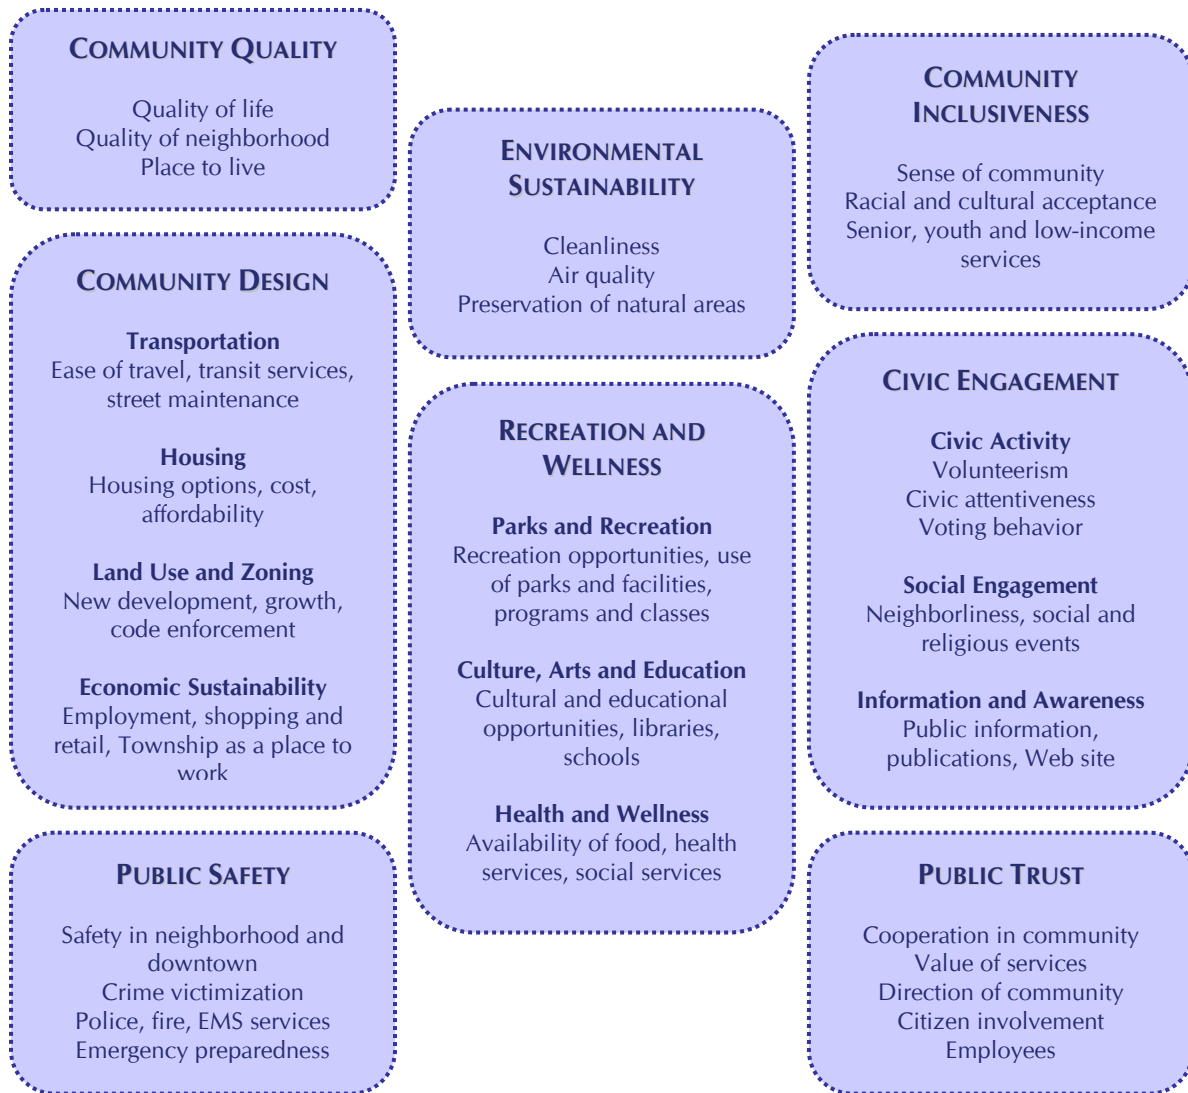 COMMUNITY QUALITY
Quality of life
Quality of neighborhood
Place to live
COMMUNITY DESIGN
Transportation
Ease of travel, transit services,
street maintenance
Housing
Housing options, cost,
affordability
Land Use and Zoning
New development, growth,
code enforcement
Economic Sustainability
Employment, shopping and
retail, Township as a place to
work
PUBLIC SAFETY
Safety in neighborhood and
downtown
Crime victimization
Police, fire, EMS services
Emergency preparedness
ENVIRONMENTAL
SUSTAINABILITY
Cleanliness
Air quality
Preservation of natural areas
RECREATION AND
WELLNESS
Parks and Recreation
Recreation opportunities, use
of parks and facilities,
programs and classes
Culture, Arts and Education
Cultural and educational
opportunities, libraries,
schools
Health and Wellness
Availability of food, health
services, social services
COMMUNITY
INCLUSIVENESS
Sense of community
Racial and cultural acceptance
Senior, youth and low-income
services
CIVIC ENGAGEMENT
Civic Activity
Volunteerism
Civic attentiveness
Voting behavior
Social Engagement
Neighborliness, social and
religious events
Information and Awareness
Public information,
publications, Web site
PUBLIC TRUST
Cooperation in community
Value of services
Direction of community
Citizen involvement
Employees